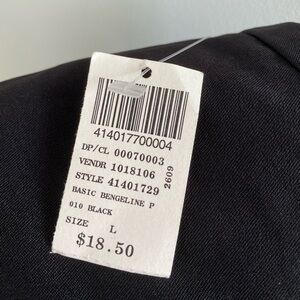 414017700004
DP/CL 00070003
VENDR 1018106
STYLE 41401729
2609
BASIC BENGELINE P
010 BLACK
SIZE L
$18.50